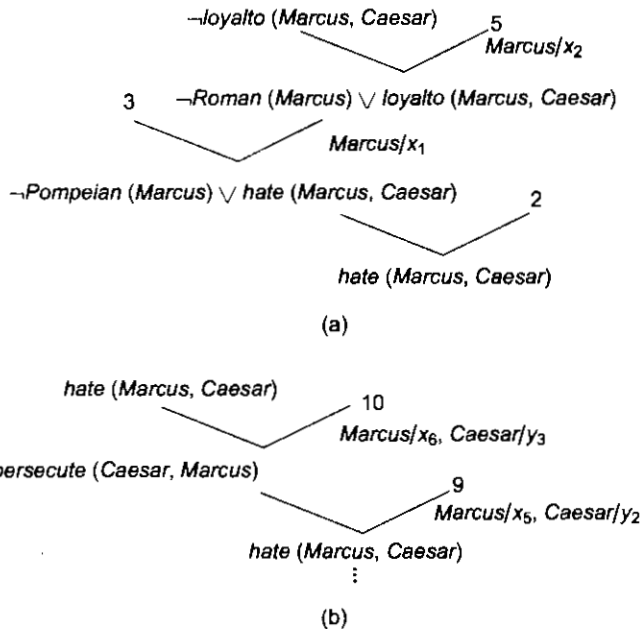 ¬loyalto (Marcus, Caesar)
5
Marcus/x₂
3
¬Roman (Marcus) ∨ loyalto (Marcus, Caesar)
Marcus/x₁
¬Pompeian (Marcus) ∨ hate (Marcus, Caesar)
2
hate (Marcus, Caesar)
(a)
hate (Marcus, Caesar)
10
Marcus/x₆, Caesar/y₃
persecute (Caesar, Marcus)
9
Marcus/x₅, Caesar/y₂
hate (Marcus, Caesar)
⋮
(b)